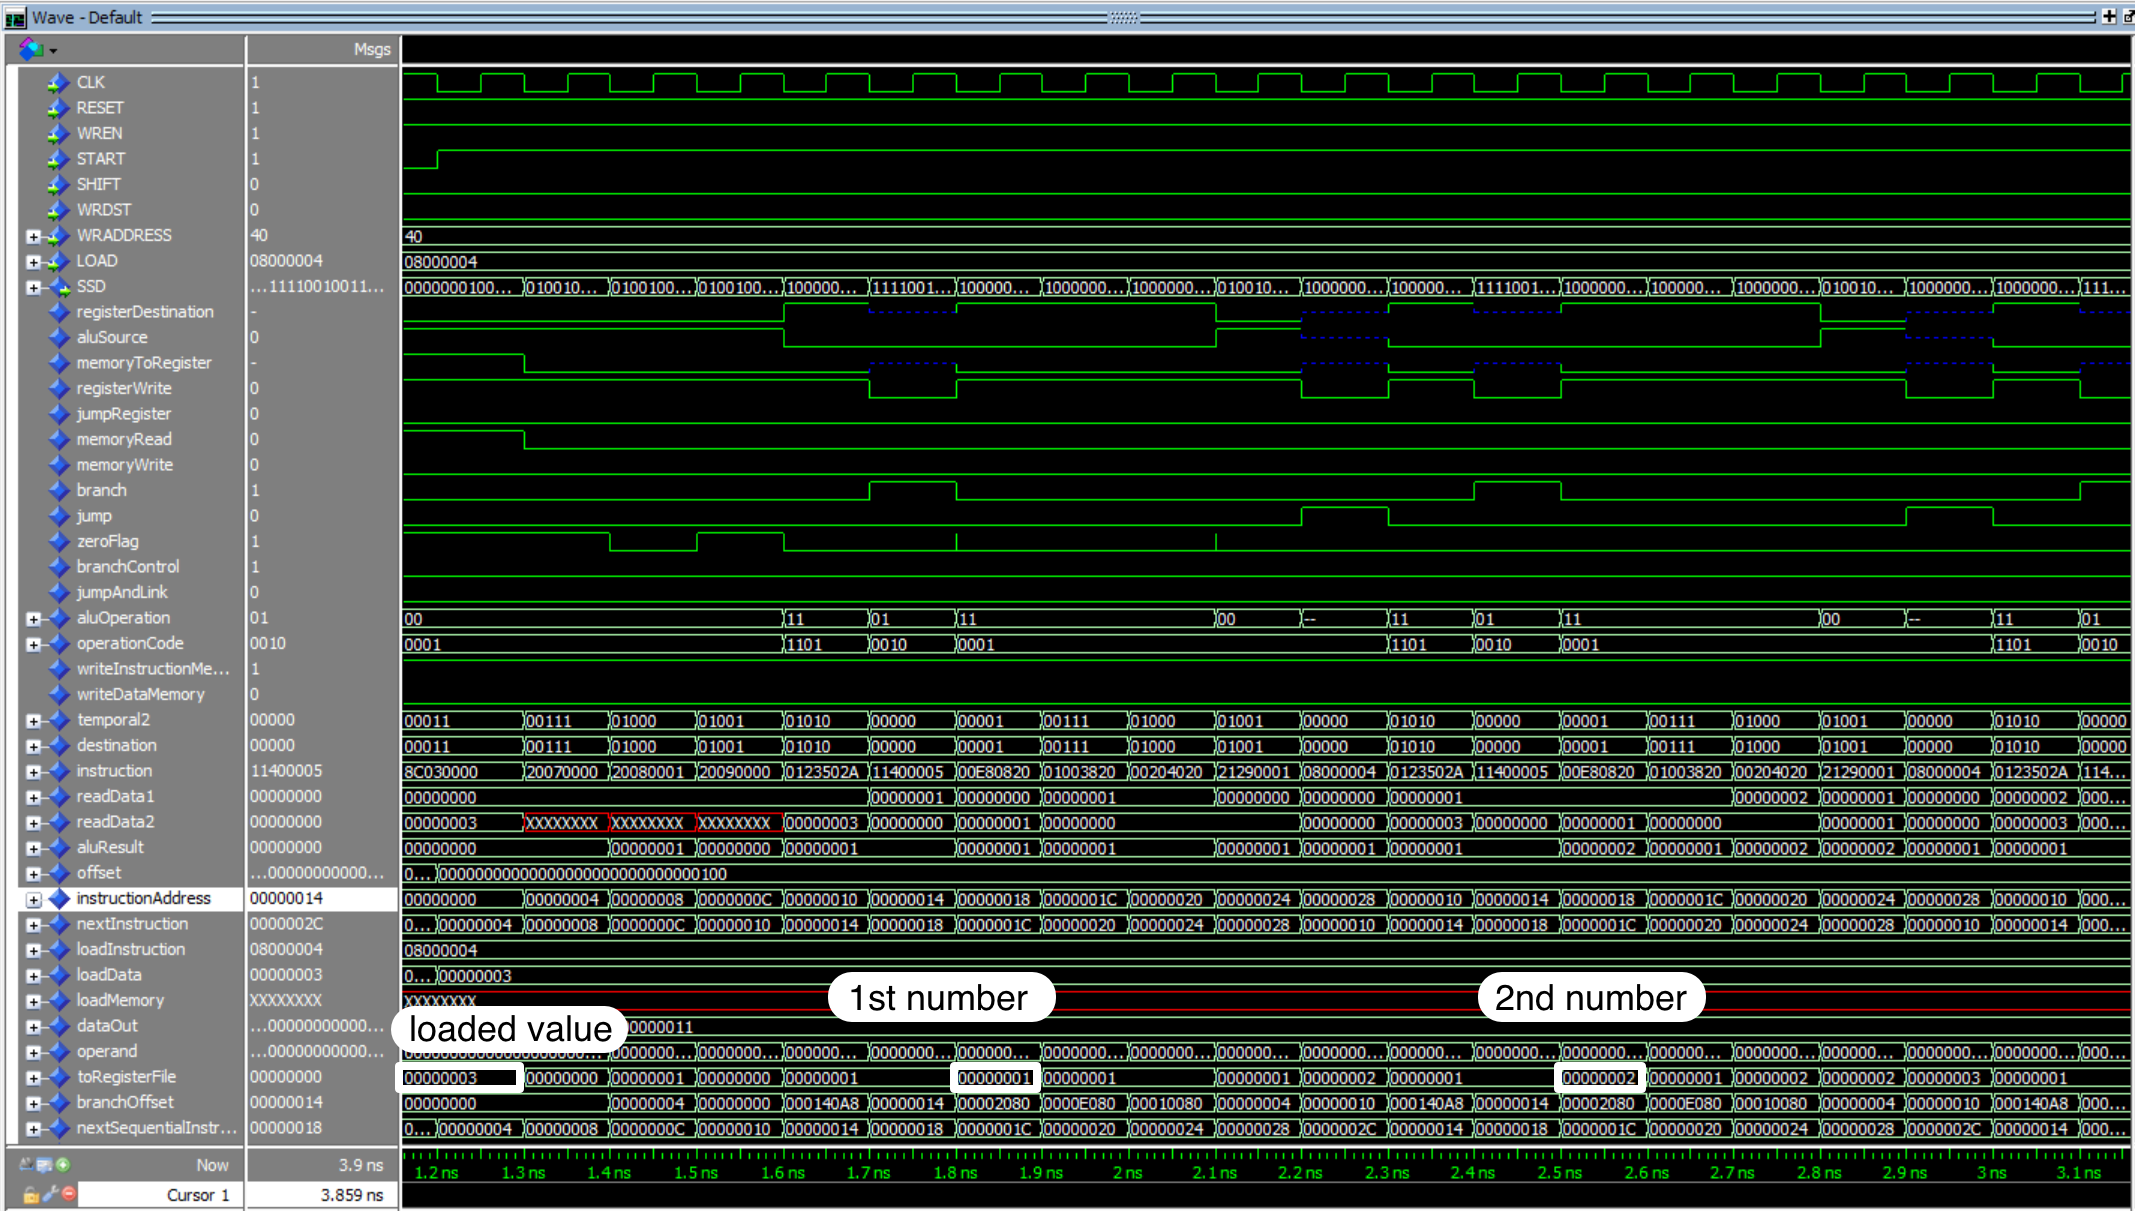 Wave - Default
Msgs
CLK 1
RESET 1
WREN 1
START 1
SHIFT 0
WRDST 0
WRADDRESS 40 40
LOAD 08000004 08000004
SSD ...11110010011... 0000000100... 010010... 0100100... 0100100... 100000... 1111001... 100000... 1000000... 1000000... 010010... 1000000... 100000... 1111001... 1000000... 100000... 1000000... 010010... 1000000... 1000000... 111...
registerDestination -
aluSource 0
memoryToRegister -
registerWrite 0
jumpRegister 0
memoryRead 0
memoryWrite 0
branch 1
jump 0
zeroFlag 1
branchControl 1
jumpAndLink 0
aluOperation 01 00 11 01 11 00 -- 11 01 11 00 -- 11 01
operationCode 0010 0001 1101 0010 0001 1101 0010 0001 1101 0010
writeInstructionMe... 1
writeDataMemory 0
temporal2 00000 00011 00111 01000 01001 01010 00000 00001 00111 01000 01001 00000 01010 00000 00001 00111 01000 01001 00000 01010 00000
destination 00000 00011 00111 01000 01001 01010 00000 00001 00111 01000 01001 00000 01010 00000 00001 00111 01000 01001 00000 01010 00000
instruction 11400005 8C030000 20070000 20080001 20090000 0123502A 11400005 00E80820 01003820 00204020 21290001 08000004 0123502A 11400005 00E80820 01003820 00204020 21290001 08000004 0123502A 114...
readData1 00000000 00000000 00000001 00000000 00000001 00000000 00000000 00000001 00000002 00000001 00000000 00000002 000...
readData2 00000000 00000003 XXXXXXXX XXXXXXXX XXXXXXXX 00000003 00000000 00000001 00000000 00000000 00000003 00000000 00000001 00000000 00000001 00000000 00000003 000...
aluResult 00000000 00000000 00000001 00000000 00000001 00000001 00000001 00000001 00000001 00000001 00000002 00000001 00000002 00000002 00000001 00000001
offset ...00000000000... 0... 00000000000000000000000000000100
instructionAddress 00000014 00000000 00000004 00000008 0000000C 00000010 00000014 00000018 0000001C 00000020 00000024 00000028 00000010 00000014 00000018 0000001C 00000020 00000024 00000028 00000010 000...
nextInstruction 0000002C 0... 00000004 00000008 0000000C 00000010 00000014 00000018 0000001C 00000020 00000024 00000028 00000010 00000014 00000018 0000001C 00000020 00000024 00000028 00000010 00000014 000...
loadInstruction 08000004 08000004
loadData 00000003 0... 00000003
1st number
2nd number
loadMemory XXXXXXXX XXXXXXXX
dataOut ...00000000000... 0000011
loaded value
operand ...00000000000... 0000000... 0000000... 000000... 0000000... 000000... 0000000... 0000000... 000000... 0000000... 000000... 0000000... 0000000... 000000... 0000000... 000000... 0000000... 0000000... 000...
toRegisterFile 00000000 00000003 00000000 00000001 00000000 00000001 00000001 00000001 00000001 00000002 00000001 00000002 00000001 00000002 00000002 00000003 00000001
branchOffset 00000014 00000000 00000004 00000000 000140A8 00000014 00002080 0000E080 00010080 00000004 00000010 000140A8 00000014 00002080 0000E080 00010080 00000004 00000010 000140A8 000...
nextSequentialInstr... 00000018 0... 00000004 00000008 0000000C 00000010 00000014 00000018 0000001C 00000020 00000024 00000028 0000002C 00000014 00000018 0000001C 00000020 00000024 00000028 0000002C 00000014 000...
Now 3.9 ns
1.2 ns 1.3 ns 1.4 ns 1.5 ns 1.6 ns 1.7 ns 1.8 ns 1.9 ns 2 ns 2.1 ns 2.2 ns 2.3 ns 2.4 ns 2.5 ns 2.6 ns 2.7 ns 2.8 ns 2.9 ns 3 ns 3.1 ns
Cursor 1 3.859 ns